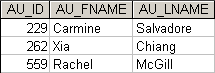 AU_ID AU_FNAME AU_LNAME
229 Carmine Salvadore
262 Xia Chiang
559 Rachel McGill